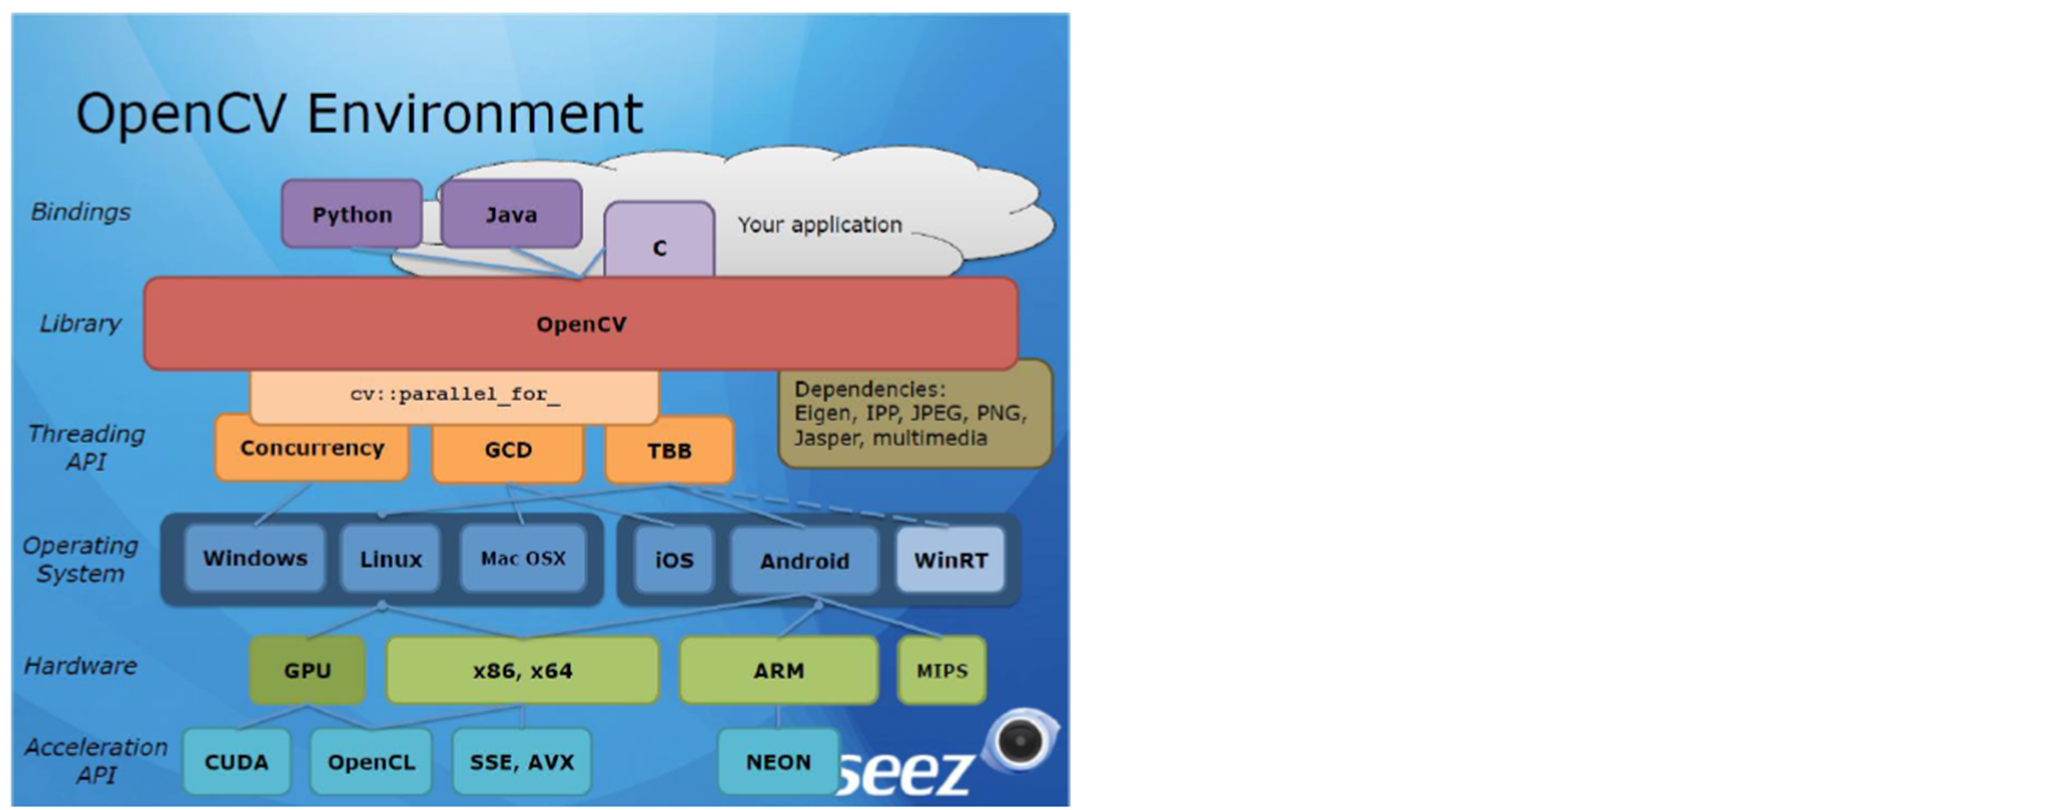 OpenCV Environment
Bindings
Python
Java
C
Your application
Library
OpenCV
cv::parallel_for_
Dependencies:
Eigen, IPP, JPEG, PNG,
Jasper, multimedia
Threading
API
Concurrency
GCD
TBB
Operating
System
Windows
Linux
Mac OSX
iOS
Android
WinRT
Hardware
GPU
x86, x64
ARM
MIPS
Acceleration
API
CUDA
OpenCL
SSE, AVX
NEON
seez